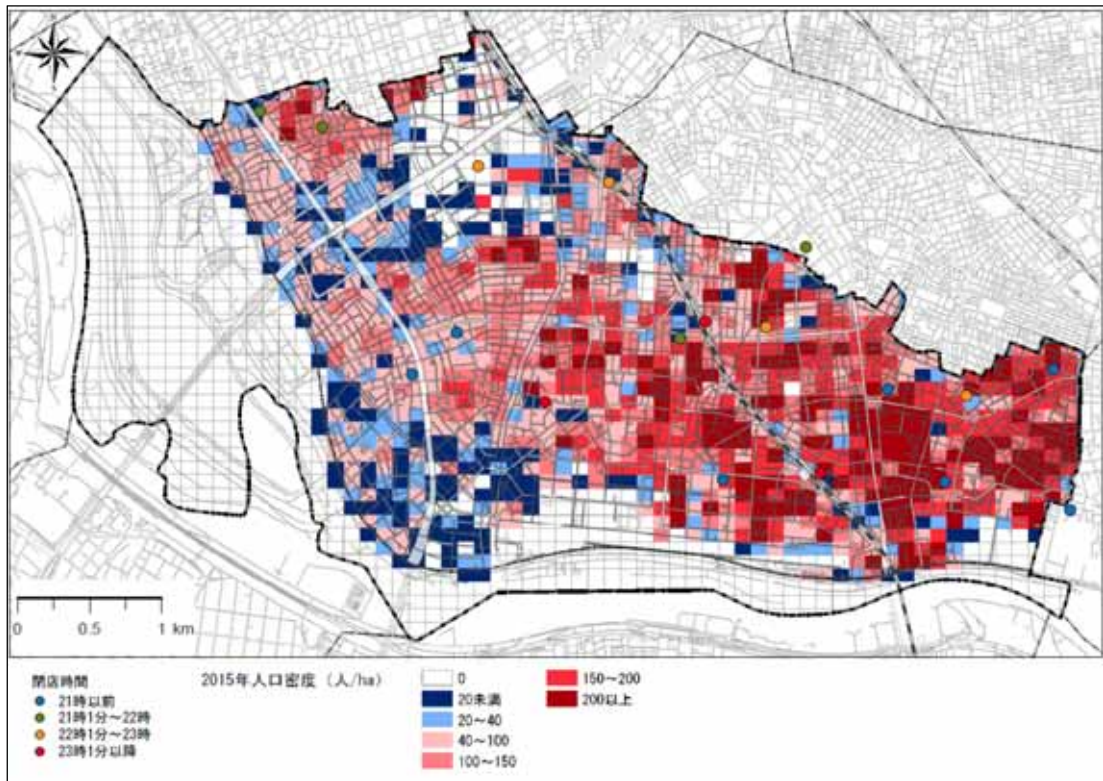 0 0.5 1 km
閉店時間
21時以前
21時1分～22時
22時1分～23時
23時1分以降
2015年人口密度（人/ha）
0
20未満
20～40
40～100
100～150
150～200
200以上